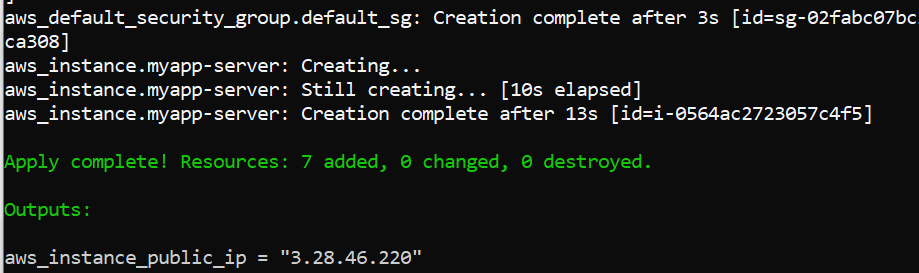 aws_default_security_group.default_sg: Creation complete after 3s [id=sg-02fabc07bc
ca308]
aws_instance.myapp-server: Creating...
aws_instance.myapp-server: Still creating... [10s elapsed]
aws_instance.myapp-server: Creation complete after 13s [id=i-0564ac2723057c4f5]
Apply complete! Resources: 7 added, 0 changed, 0 destroyed.
Outputs:
aws_instance_public_ip = "3.28.46.220"